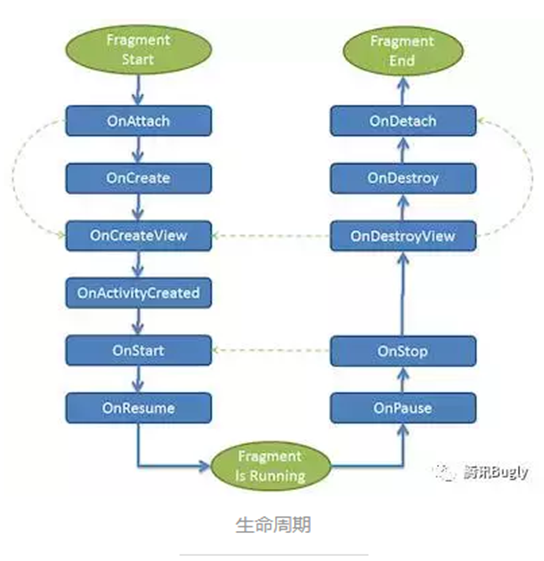 Fragment
Start
OnAttach
OnCreate
OnCreateView
OnActivityCreated
OnStart
OnResume
Fragment
Is Running
Fragment
End
OnDetach
OnDestroy
OnDestroyView
OnStop
OnPause
腾讯Bugly
生命周期